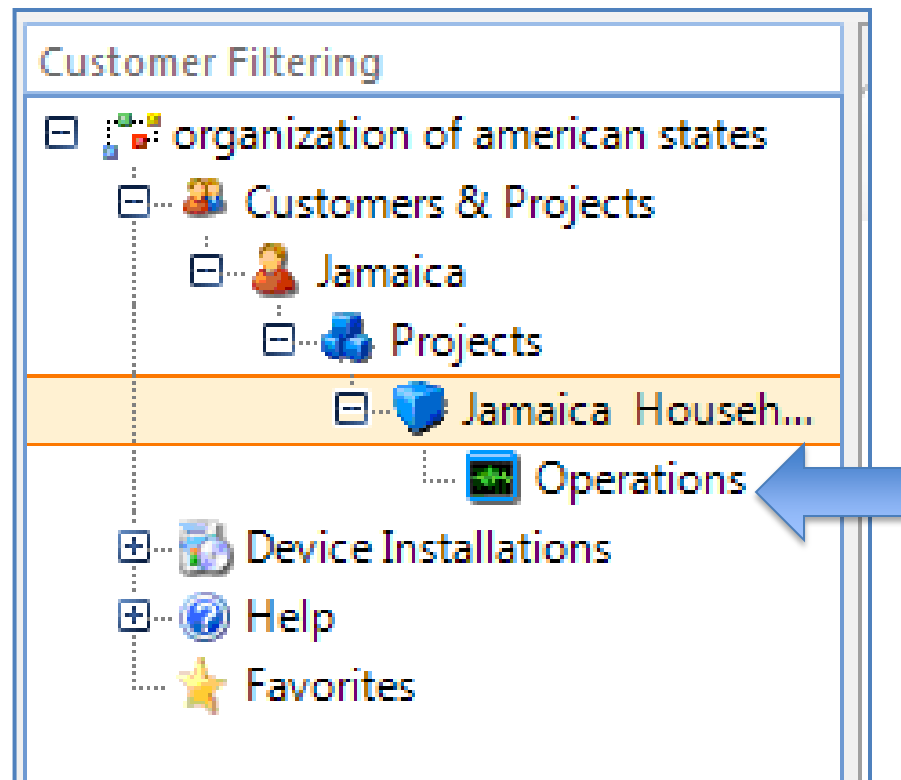 Customer Filtering
organization of american states
Customers & Projects
Jamaica
Projects
Jamaica  Househ...
Operations
Device Installations
Help
Favorites